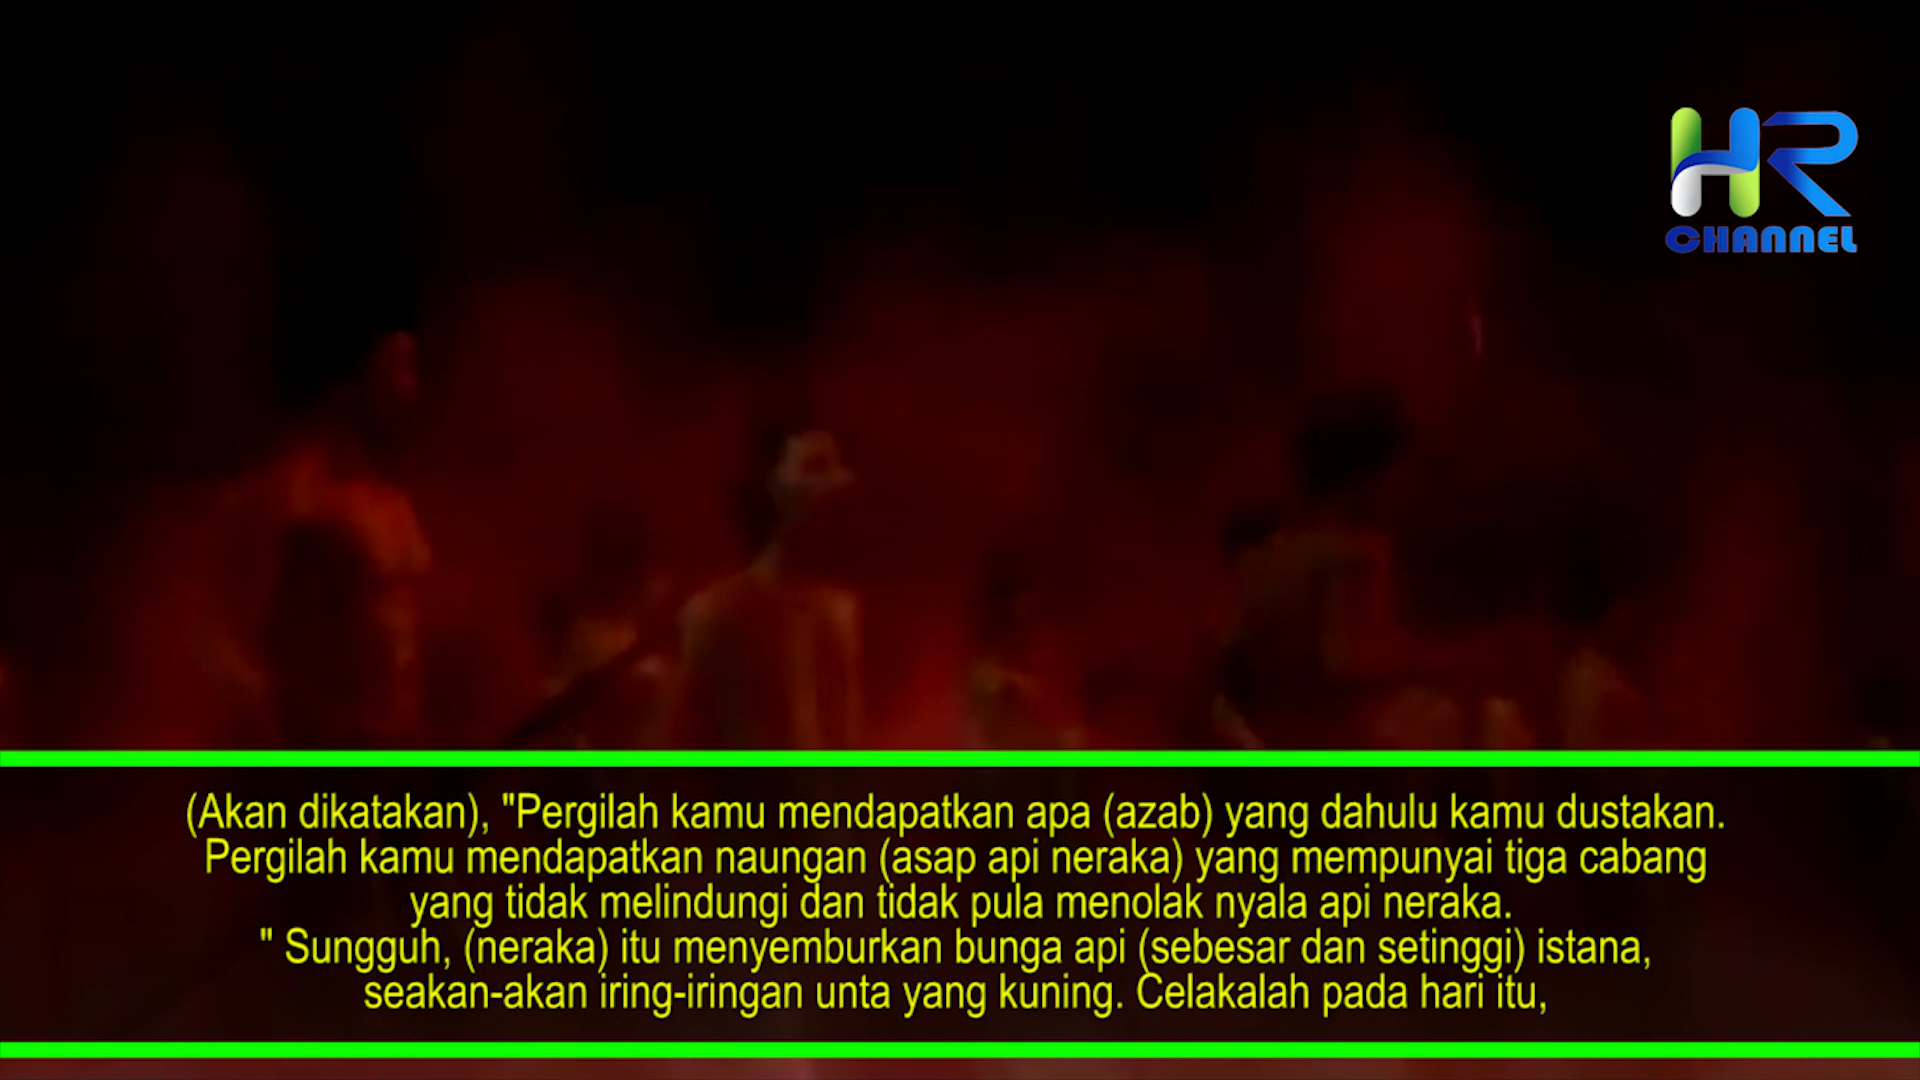 HR
CHANNEL
(Akan dikatakan), "Pergilah kamu mendapatkan apa (azab) yang dahulu kamu dustakan.
Pergilah kamu mendapatkan naungan (asap api neraka) yang mempunyai tiga cabang
yang tidak melindungi dan tidak pula menolak nyala api neraka.
" Sungguh, (neraka) itu menyemburkan bunga api (sebesar dan setinggi) istana,
seakan-akan iring-iringan unta yang kuning. Celakalah pada hari itu,